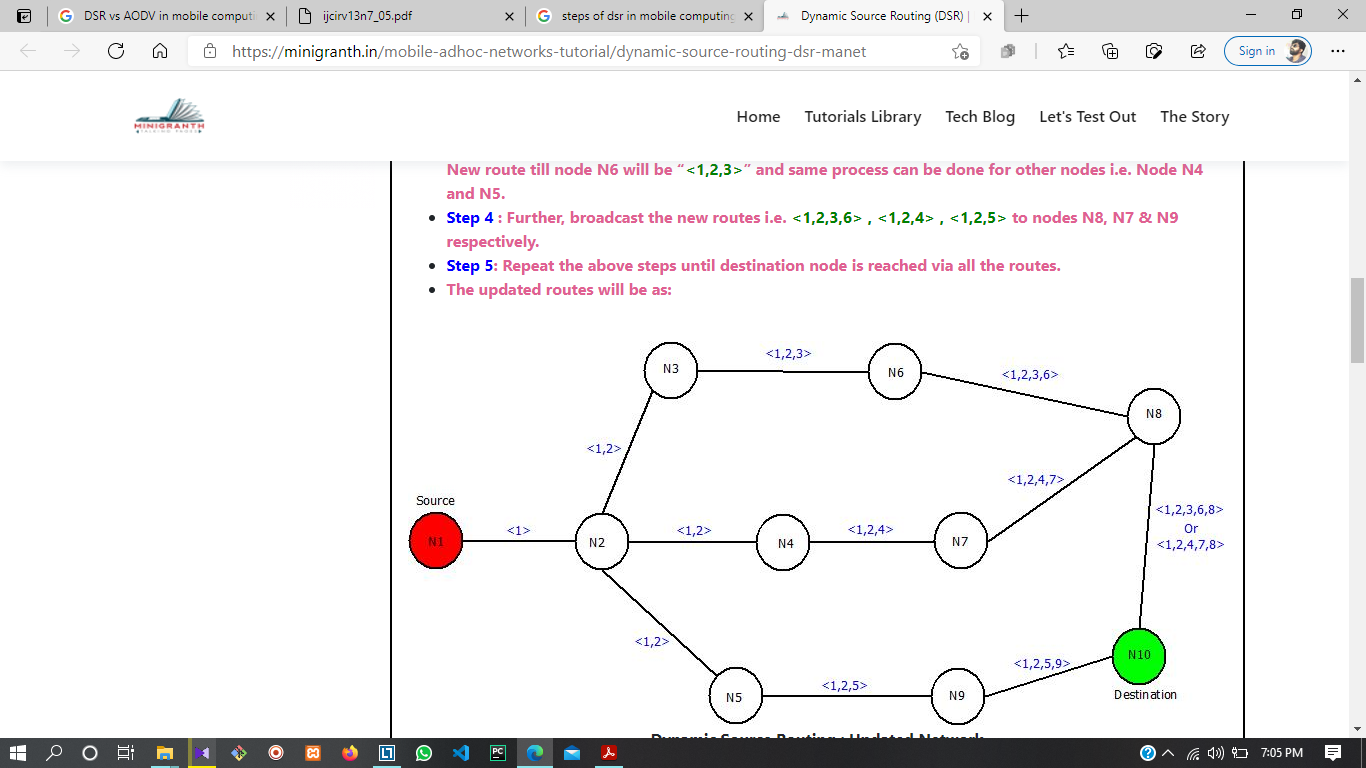 DSR vs AODV in mobile computi
ijcirv13n7_05.pdf
steps of dsr in mobile computing
Dynamic Source Routing (DSR) |
https://minigranth.in/mobile-adhoc-networks-tutorial/dynamic-source-routing-dsr-manet
Sign in
MINIGRANTH
Home
Tutorials Library
Tech Blog
Let's Test Out
The Story
New route till node N6 will be “<1,2,3>” and same process can be done for other nodes i.e. Node N4
and N5.
Step 4 : Further, broadcast the new routes i.e. <1,2,3,6> , <1,2,4> , <1,2,5> to nodes N8, N7 & N9
respectively.
Step 5: Repeat the above steps until destination node is reached via all the routes.
The updated routes will be as:
<1,2,3>
N3
N6
<1,2,3,6>
N8
<1,2>
<1,2,4,7>
Source
N1
<1>
N2
<1,2>
N4
<1,2,4>
N7
<1,2,3,6,8>
Or
<1,2,4,7,8>
<1,2>
N10
<1,2,5,9>
Destination
N5
<1,2,5>
N9
Dynamic Source Routing : Updated Network
PC
7:05 PM